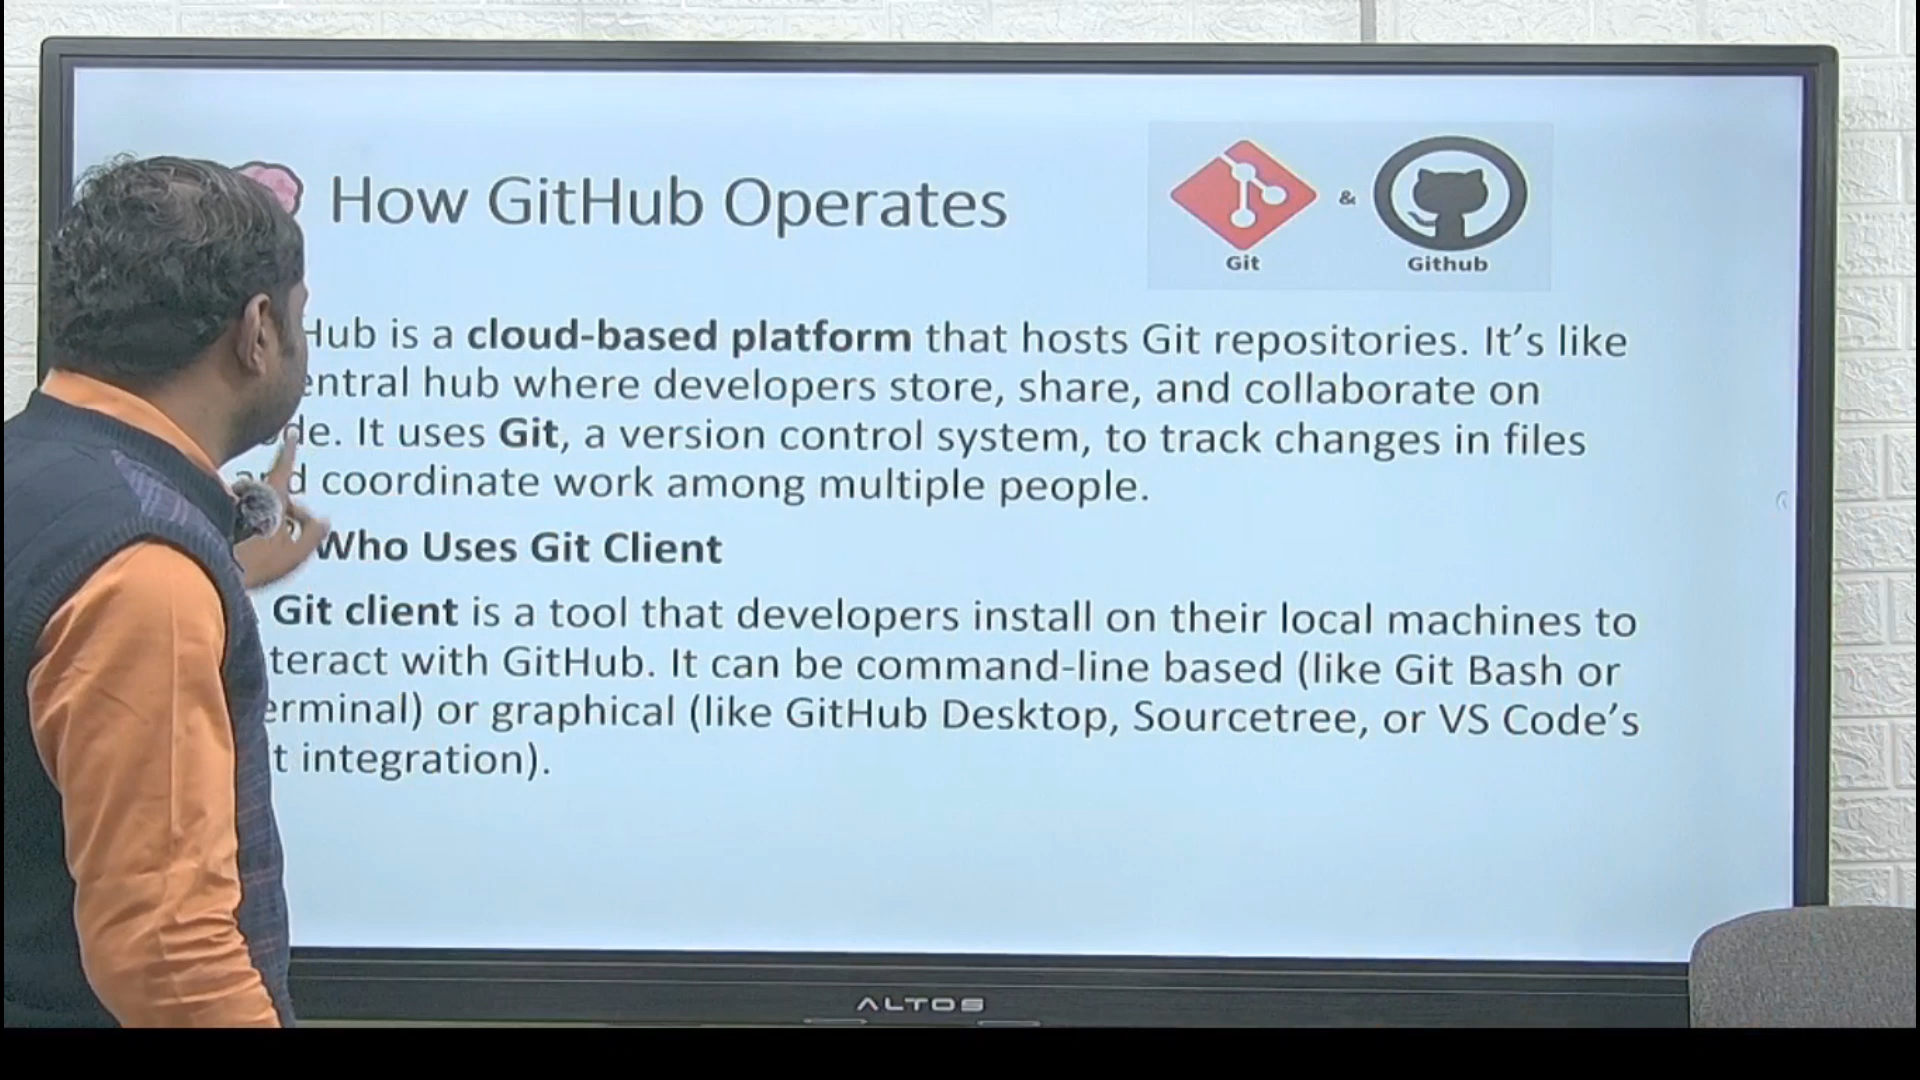 How GitHub Operates
&
Git
Github
Hub is a cloud-based platform that hosts Git repositories. It's like
hub where developers store, share, and collaborate on
It uses Git, a version control system, to track changes in files
coordinate work among multiple people.
Who Uses Git Client
Git client is a tool that developers install on their local machines to
with GitHub. It can be command-line based (like Git Bash or
or graphical (like GitHub Desktop, Sourcetree, or VS Code's
integration).
ALTOS